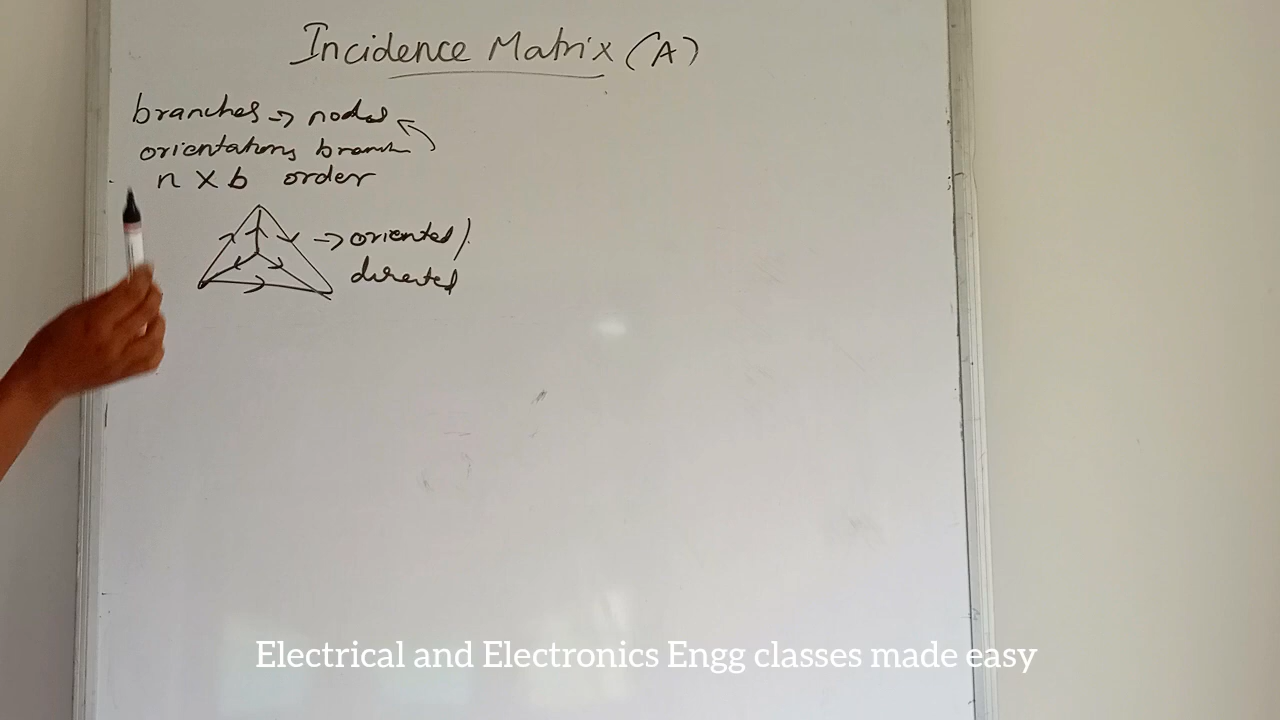 Incidence Matrix (A)
branches → nodes
orientations branch
n X b order
→ oriented /
directed
Electrical and Electronics Engg classes made easy